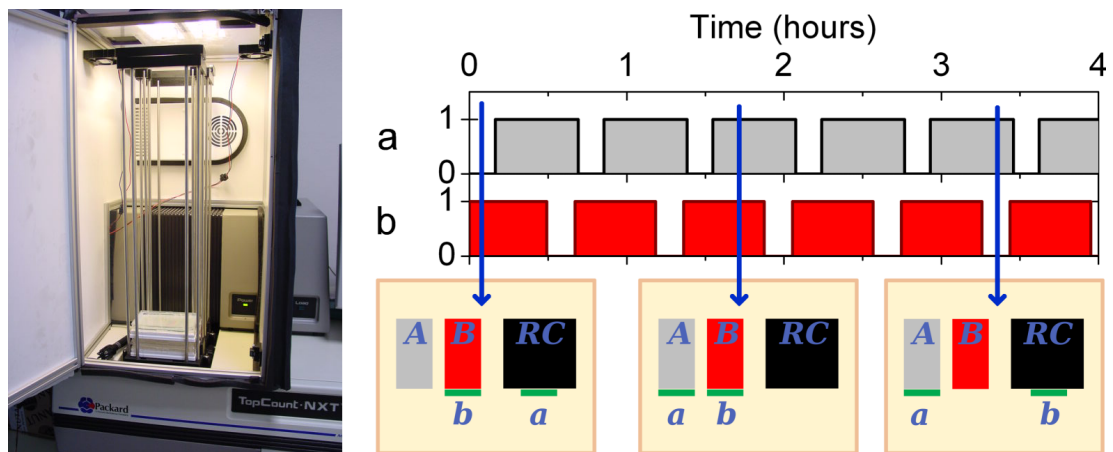 Time (hours)
0 1 2 3 4
a
1
0
b
1
0
A B RC
b a
A B RC
a b
A B RC
a b
Packard
TopCount·NXT